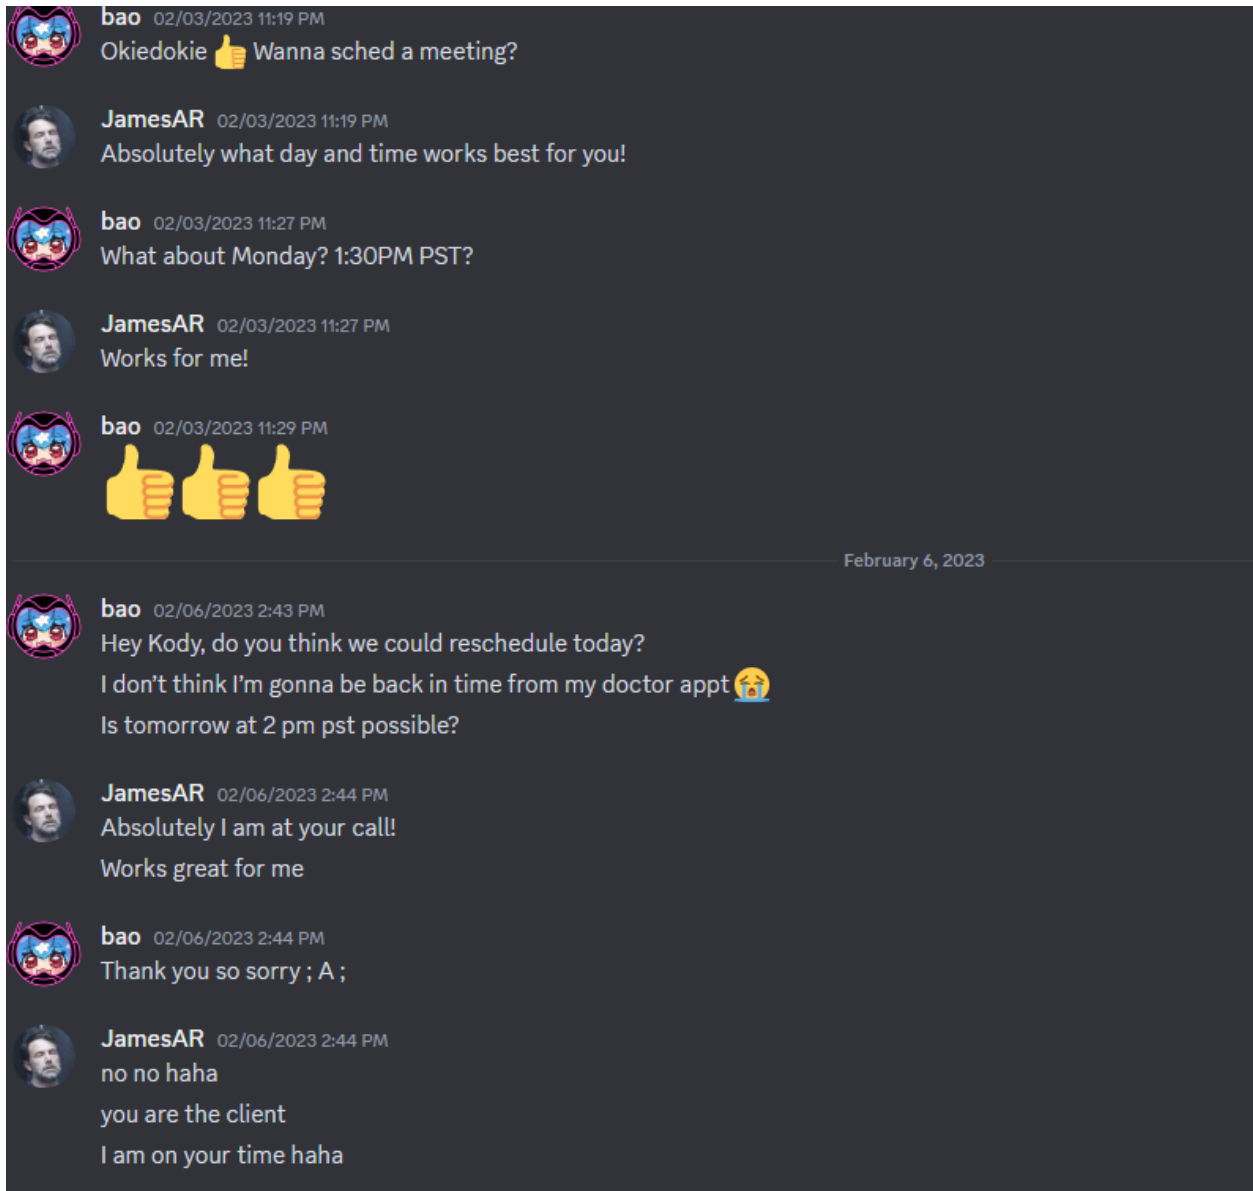 bao 02/03/2023 11:19 PM
Okiedokie 👍 Wanna sched a meeting?
JamesAR 02/03/2023 11:19 PM
Absolutely what day and time works best for you!
bao 02/03/2023 11:27 PM
What about Monday? 1:30PM PST?
JamesAR 02/03/2023 11:27 PM
Works for me!
bao 02/03/2023 11:29 PM
👍👍👍
February 6, 2023
bao 02/06/2023 2:43 PM
Hey Kody, do you think we could reschedule today?
I don't think I'm gonna be back in time from my doctor appt 😭
Is tomorrow at 2 pm pst possible?
JamesAR 02/06/2023 2:44 PM
Absolutely I am at your call!
Works great for me
bao 02/06/2023 2:44 PM
Thank you so sorry ; A ;
JamesAR 02/06/2023 2:44 PM
no no haha
you are the client
I am on your time haha